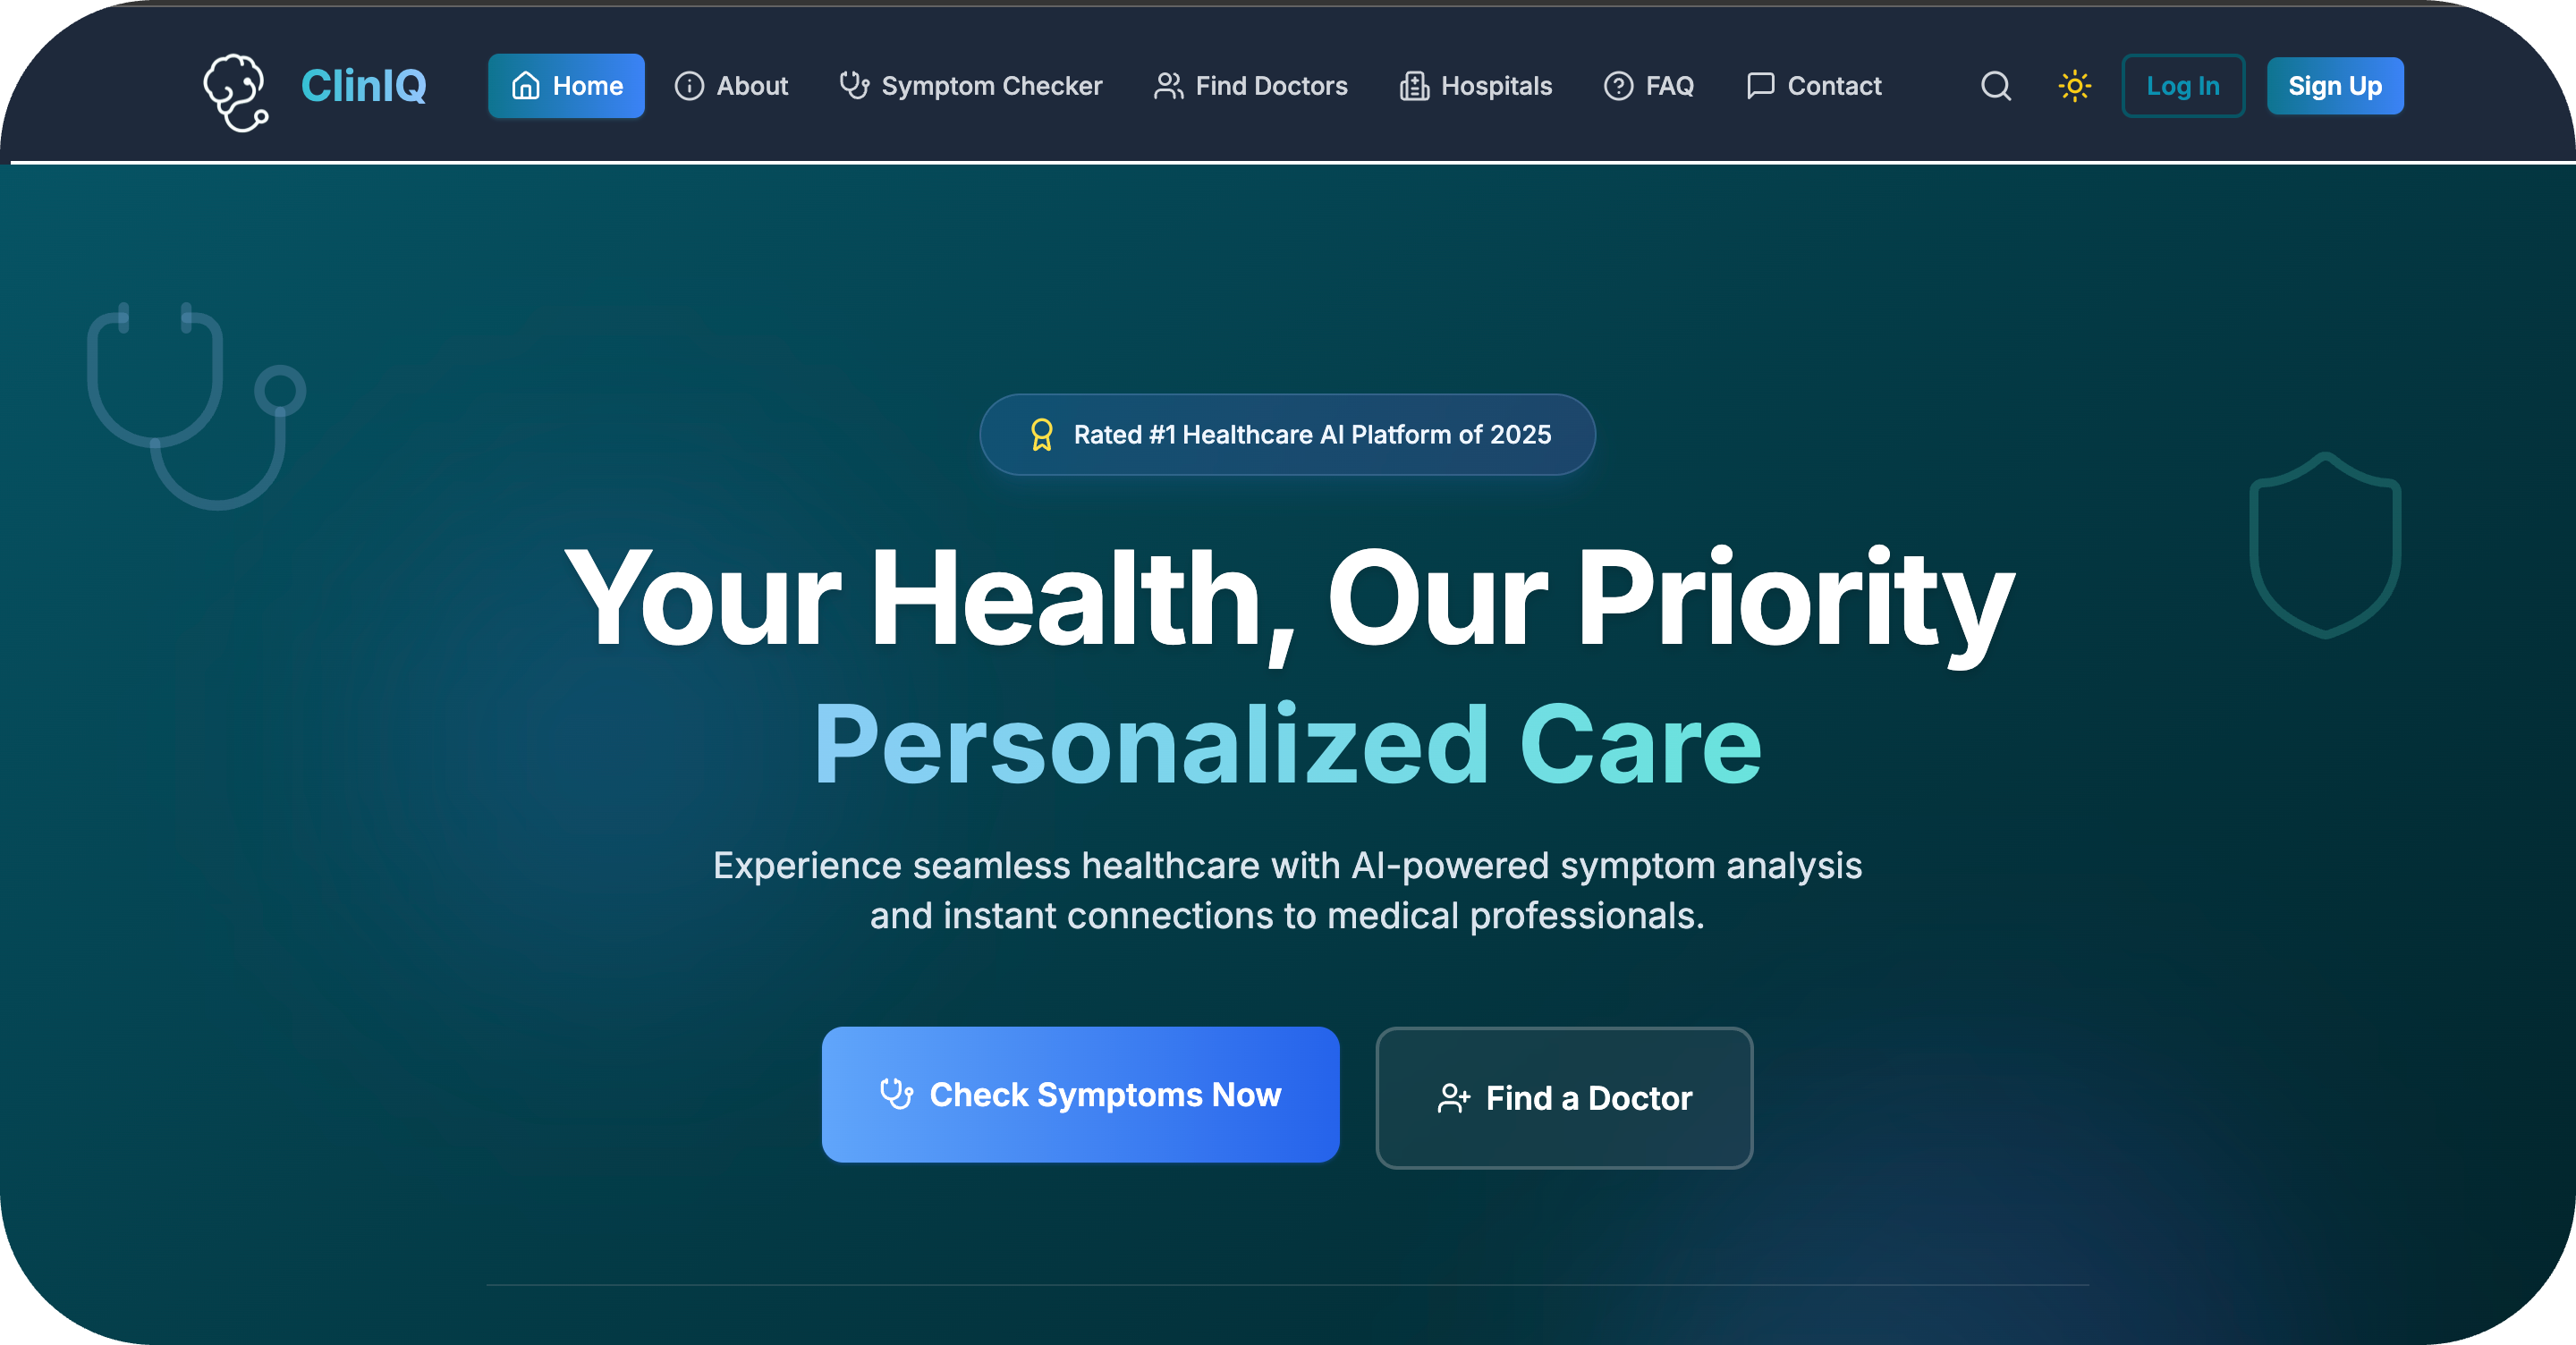 ClinIQ
Home
About
Symptom Checker
Find Doctors
Hospitals
FAQ
Contact
Log In
Sign Up
Rated #1 Healthcare AI Platform of 2025
Your Health, Our Priority
Personalized Care
Experience seamless healthcare with AI-powered symptom analysis
and instant connections to medical professionals.
Check Symptoms Now
Find a Doctor